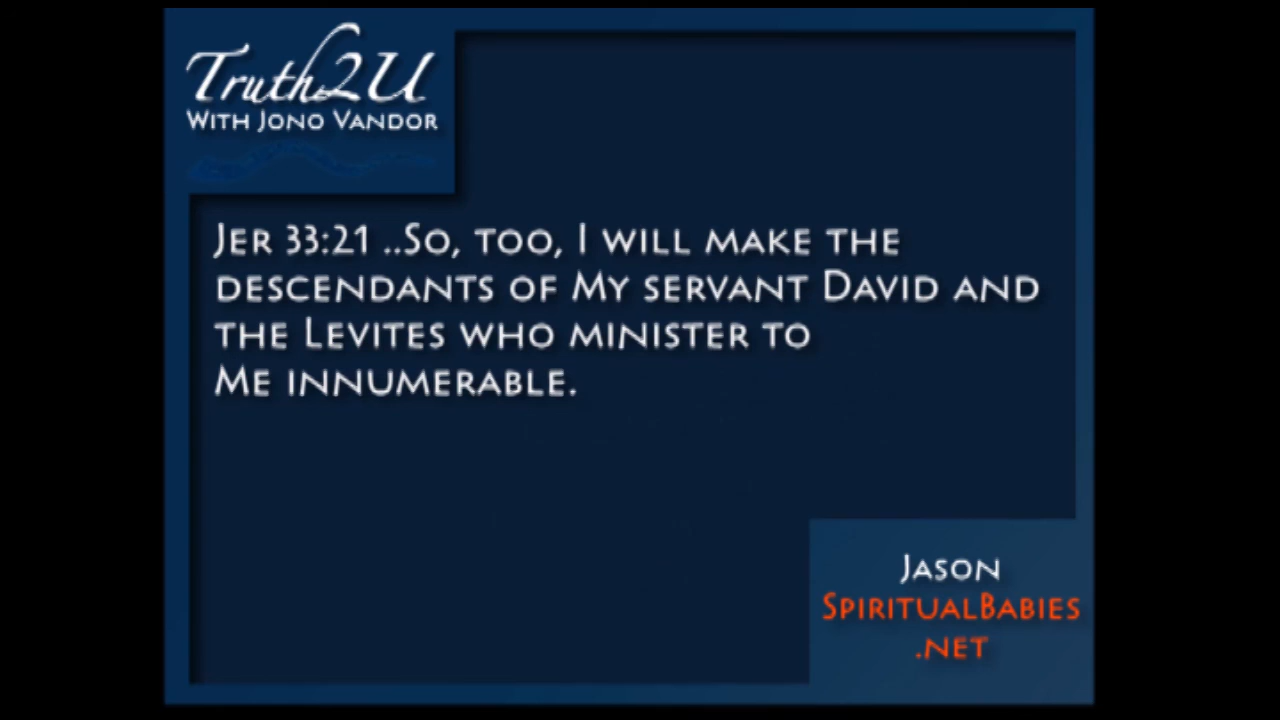 Truth2U
With Jono Vandor
Jer 33:21 ..So, too, I will make the
descendants of My servant David and
the Levites who minister to
Me innumerable.
Jason
SpiritualBabies
.net